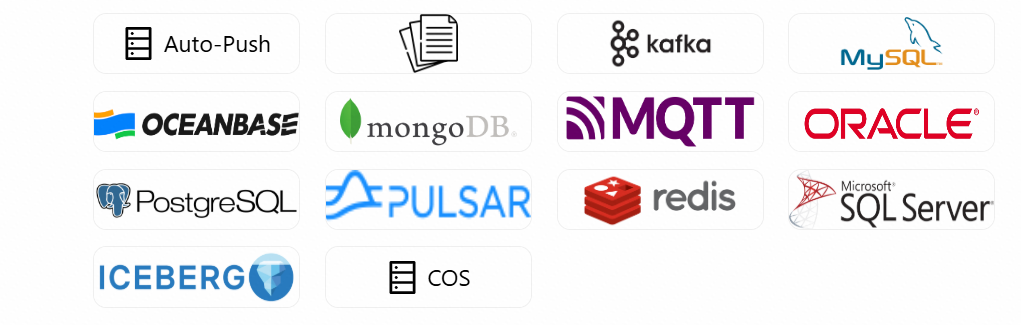 Auto-Push
kafka
MySQL
OCEANBASE
mongoDB
MQTT
ORACLE
PostgreSQL
PULSAR
redis
Microsoft
SQL Server
ICEBERG
COS